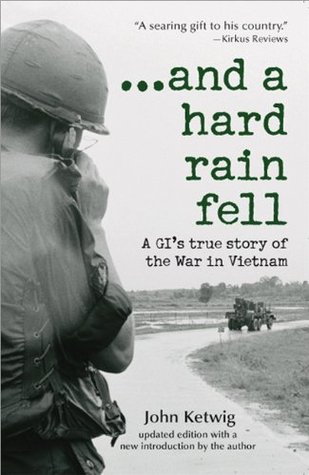 “A searing gift to his country.”
—Kirkus Reviews
...and a
hard
rain
fell
A GI's true story of
the War in Vietnam
John Ketwig
updated edition with a
new introduction by the author